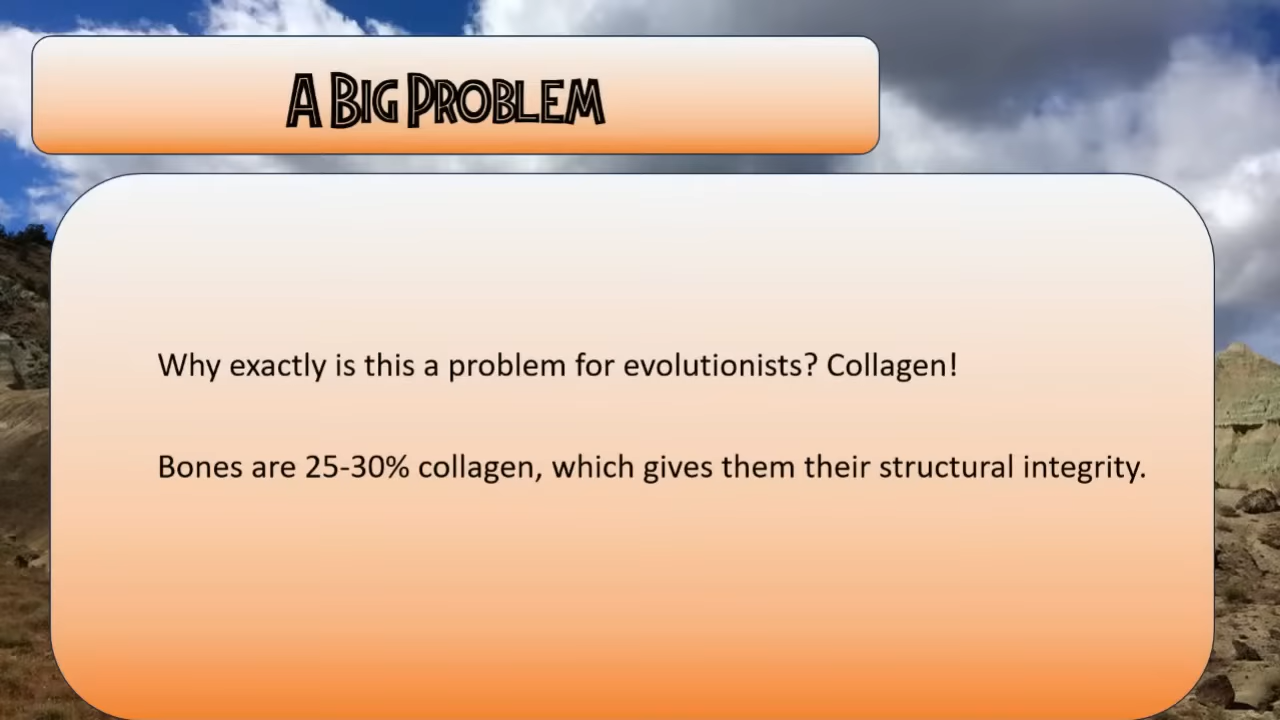 A Big Problem
Why exactly is this a problem for evolutionists? Collagen!
Bones are 25-30% collagen, which gives them their structural integrity.